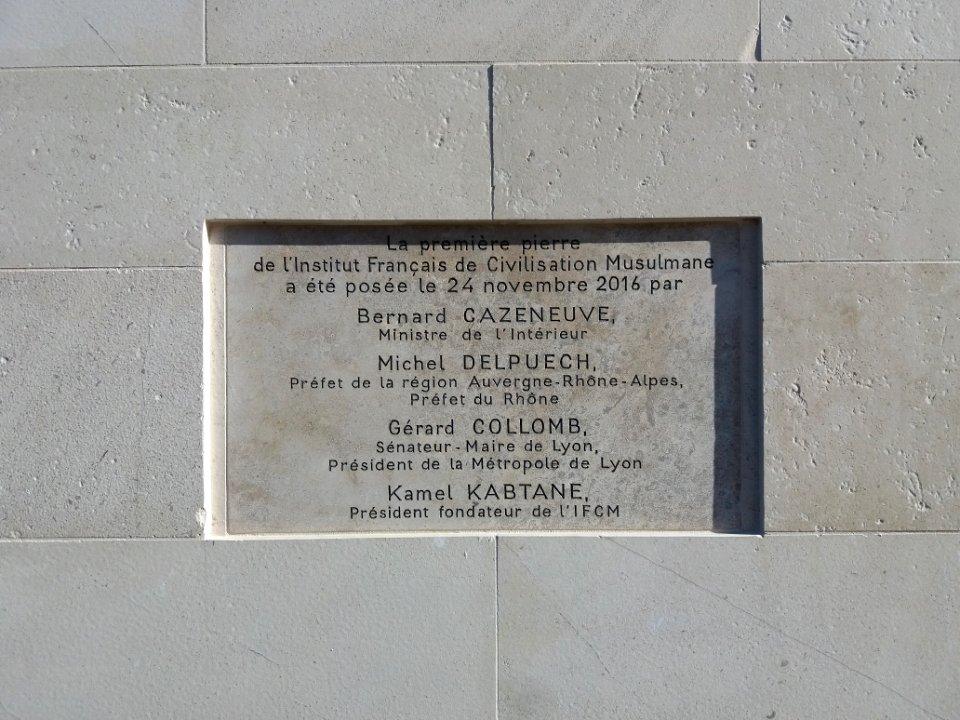 La première pierre
de l'Institut Français de Civilisation Musulmane
a été posée le 24 novembre 2016 par
Bernard CAZENEUVE,
Ministre de l'Intérieur
Michel DELPUECH,
Préfet de la région Auvergne-Rhône-Alpes,
Préfet du Rhône
Gérard COLLOMB,
Sénateur-Maire de Lyon,
Président de la Métropole de Lyon
Kamel KABTANE,
Président fondateur de l'IFCM